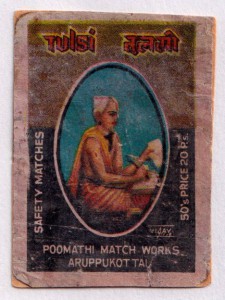 TULSI तुलसी
SAFETY MATCHES
50's PRICE 20 Ps.
VIJAY
POOMATHI MATCH WORKS
ARUPPUKOTTAI